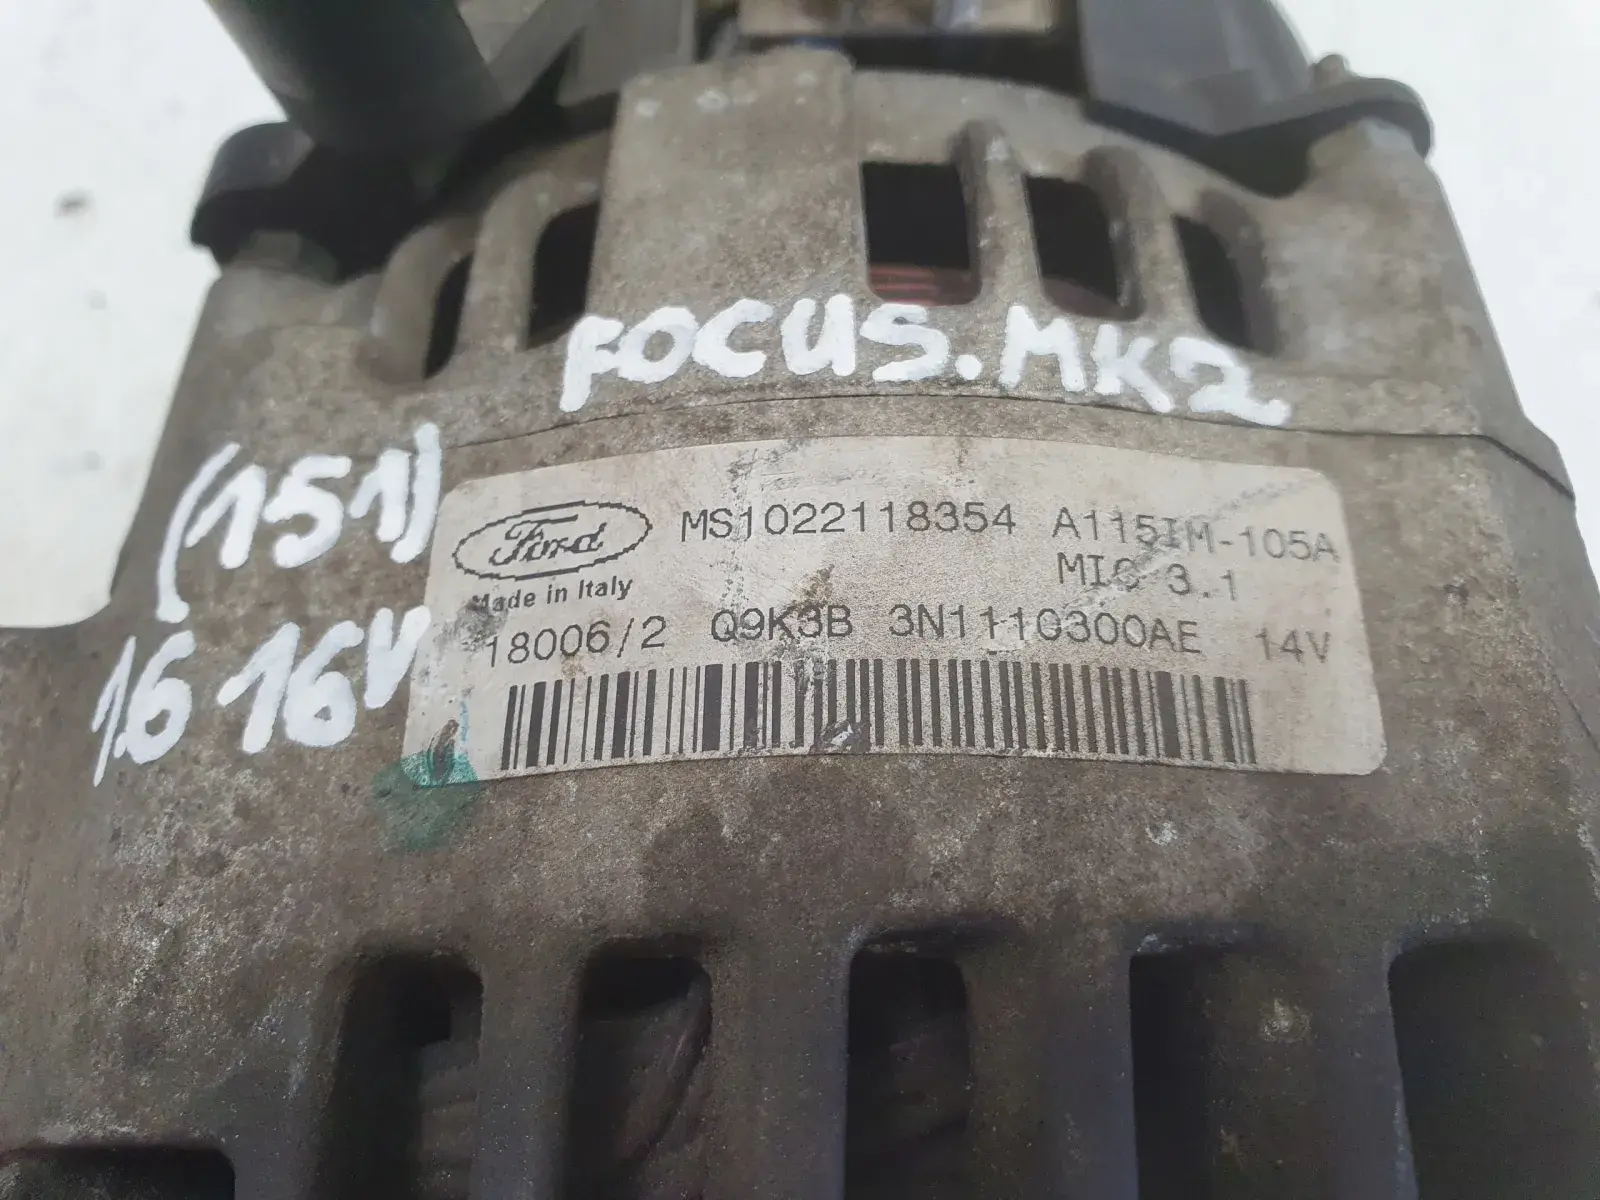 FOCUS.MK2
(151)
1.6 16V
Ford MS1022118354 A115IM-105A
Made in Italy MIC 3.1
18006/2 Q9K3B 3N1110300AE 14V